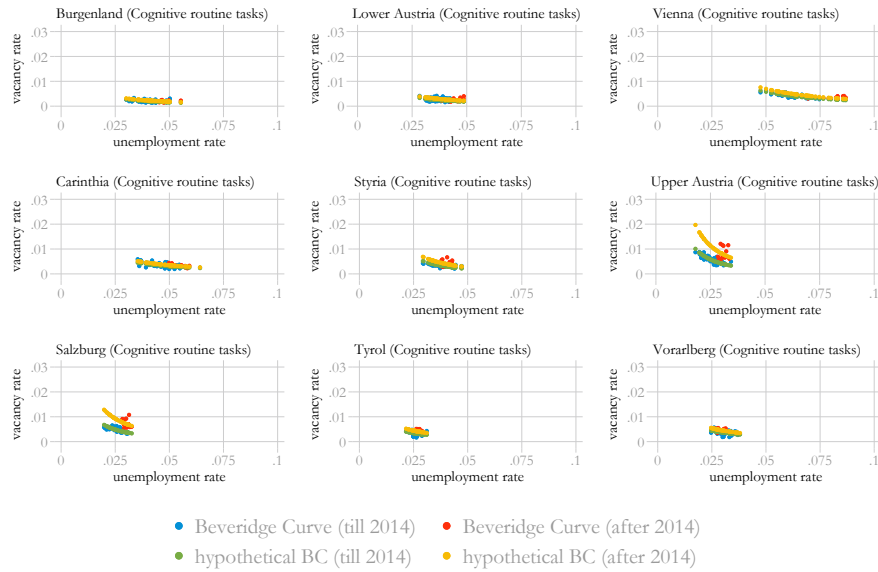 Burgenland (Cognitive routine tasks)
Lower Austria (Cognitive routine tasks)
Vienna (Cognitive routine tasks)
vacancy rate
.03
.02
.01
0
0
.025
.05
.075
.1
unemployment rate
vacancy rate
.03
.02
.01
0
0
.025
.05
.075
.1
unemployment rate
vacancy rate
.03
.02
.01
0
0
.025
.05
.075
.1
unemployment rate
Carinthia (Cognitive routine tasks)
Styria (Cognitive routine tasks)
Upper Austria (Cognitive routine tasks)
vacancy rate
.03
.02
.01
0
0
.025
.05
.075
.1
unemployment rate
vacancy rate
.03
.02
.01
0
0
.025
.05
.075
.1
unemployment rate
vacancy rate
.03
.02
.01
0
0
.025
.05
.075
.1
unemployment rate
Salzburg (Cognitive routine tasks)
Tyrol (Cognitive routine tasks)
Vorarlberg (Cognitive routine tasks)
vacancy rate
.03
.02
.01
0
0
.025
.05
.075
.1
unemployment rate
vacancy rate
.03
.02
.01
0
0
.025
.05
.075
.1
unemployment rate
vacancy rate
.03
.02
.01
0
0
.025
.05
.075
.1
unemployment rate
Beveridge Curve (till 2014)
Beveridge Curve (after 2014)
hypothetical BC (till 2014)
hypothetical BC (after 2014)